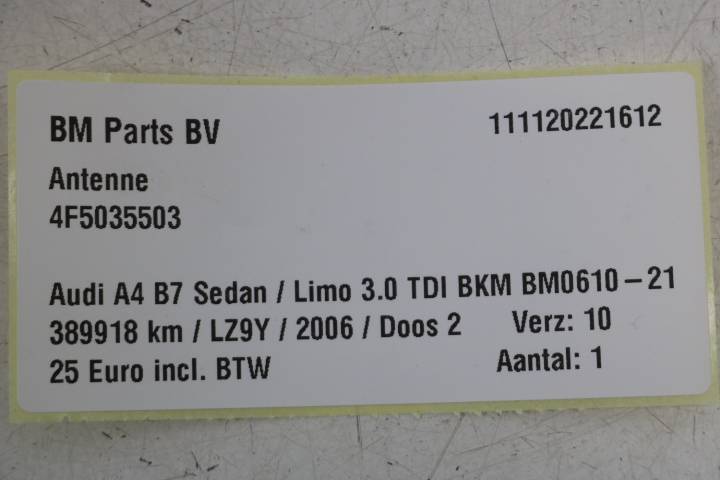 BM Parts BV 111120221612
Antenne
4F5035503
Audi A4 B7 Sedan / Limo 3.0 TDI BKM BM0610-21
389918 km / LZ9Y / 2006 / Doos 2 Verz: 10
25 Euro incl. BTW Aantal: 1